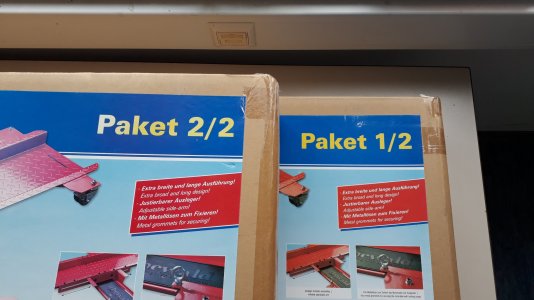 Paket 2/2
- Extra breite und lange Ausführung!
Extra broad and long design!
- Justierbarer Ausleger!
Adjustable side-arm!
- Mit Metallösen zum Fixieren!
Metal grommets for securing!
Paket 1/2
- Extra breite und lange Ausführung!
Extra broad and long design!
- Justierbarer Ausleger!
Adjustable side-arm!
- Mit Metallösen zum Fixieren!
Metal grommets for securing!